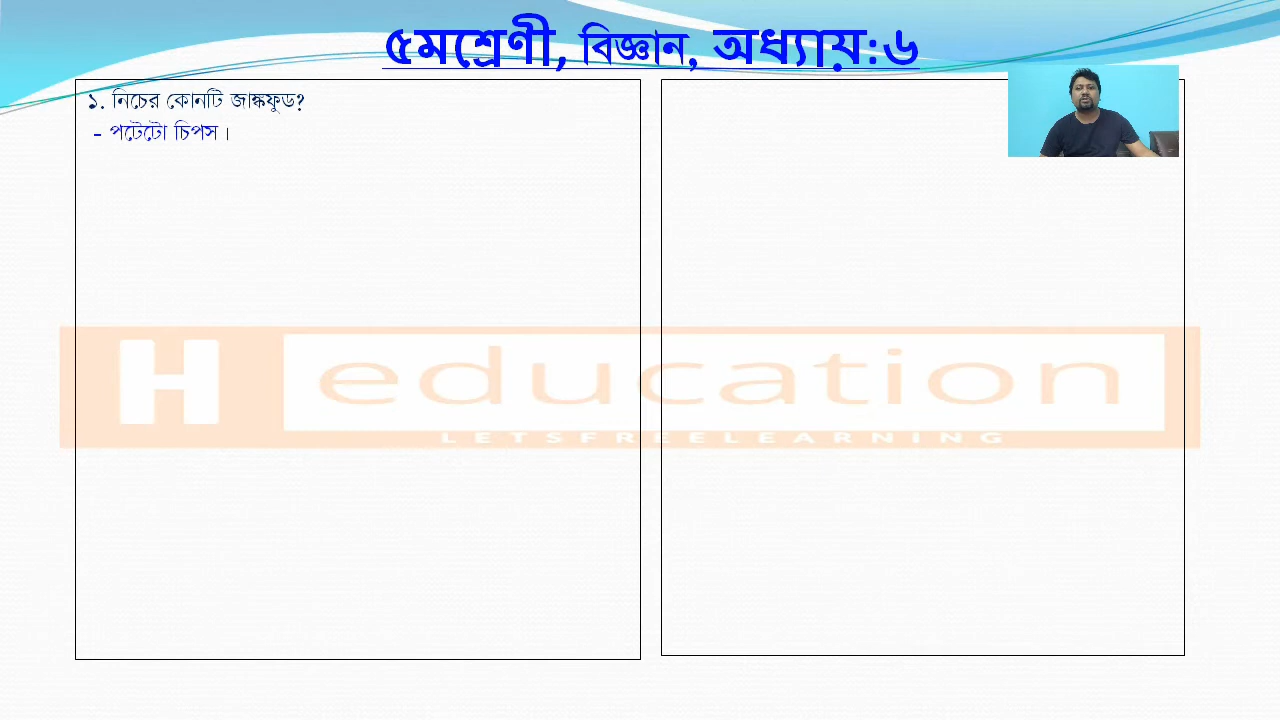 ৫মশ্রেণী, বিজ্ঞান, অধ্যায়:৬
১. নিচের কোনটি জাঙ্কফুড?
- পটেটো চিপস।
H education
LETSFREELEARNING